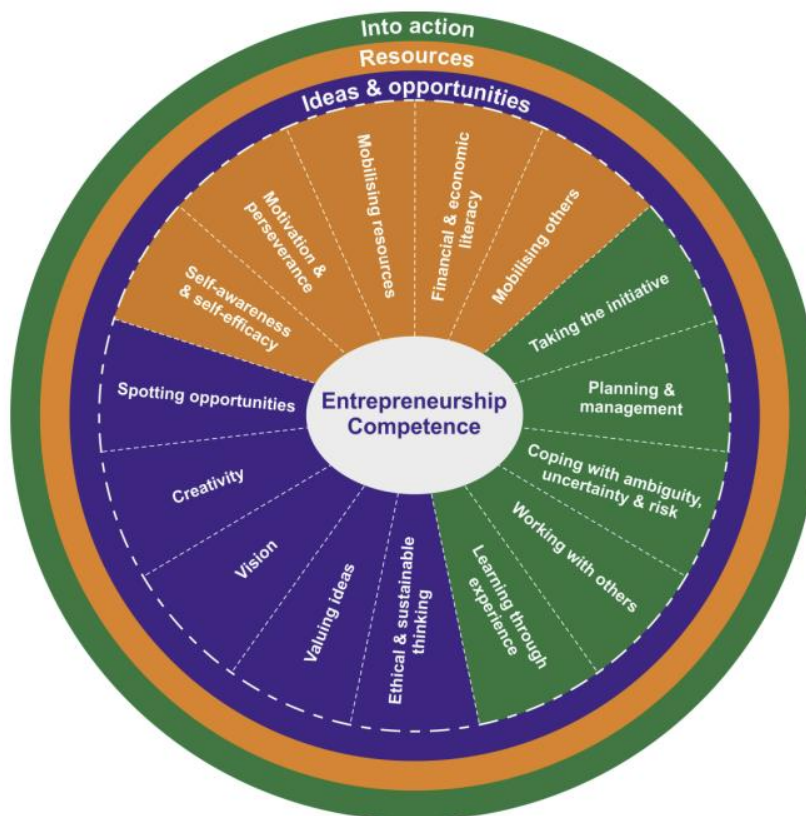 Into action
Resources
Ideas & opportunities
Self-awareness
& self-efficacy
Motivation &
perseverance
Mobilising resources
Financial & economic
literacy
Mobilising others
Taking the initiative
Planning &
management
Coping with ambiguity,
uncertainty & risk
Working with others
Learning through
experience
Ethical & sustainable
thinking
Valuing ideas
Vision
Creativity
Spotting opportunities
Entrepreneurship
Competence